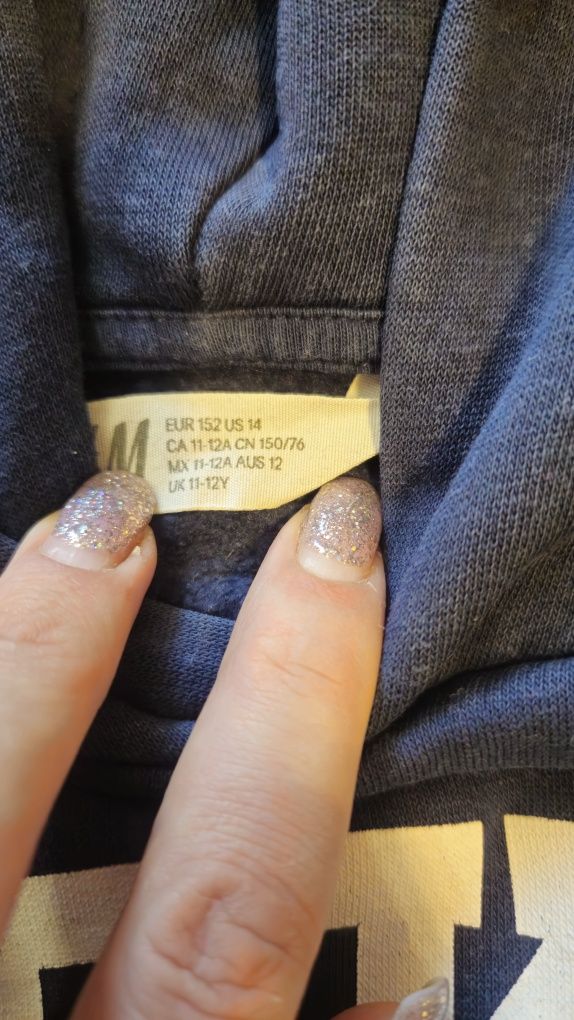 M
EUR 152 US 14
CA 11-12A CN 150/76
MX 11-12A AUS 12
UK 11-12Y